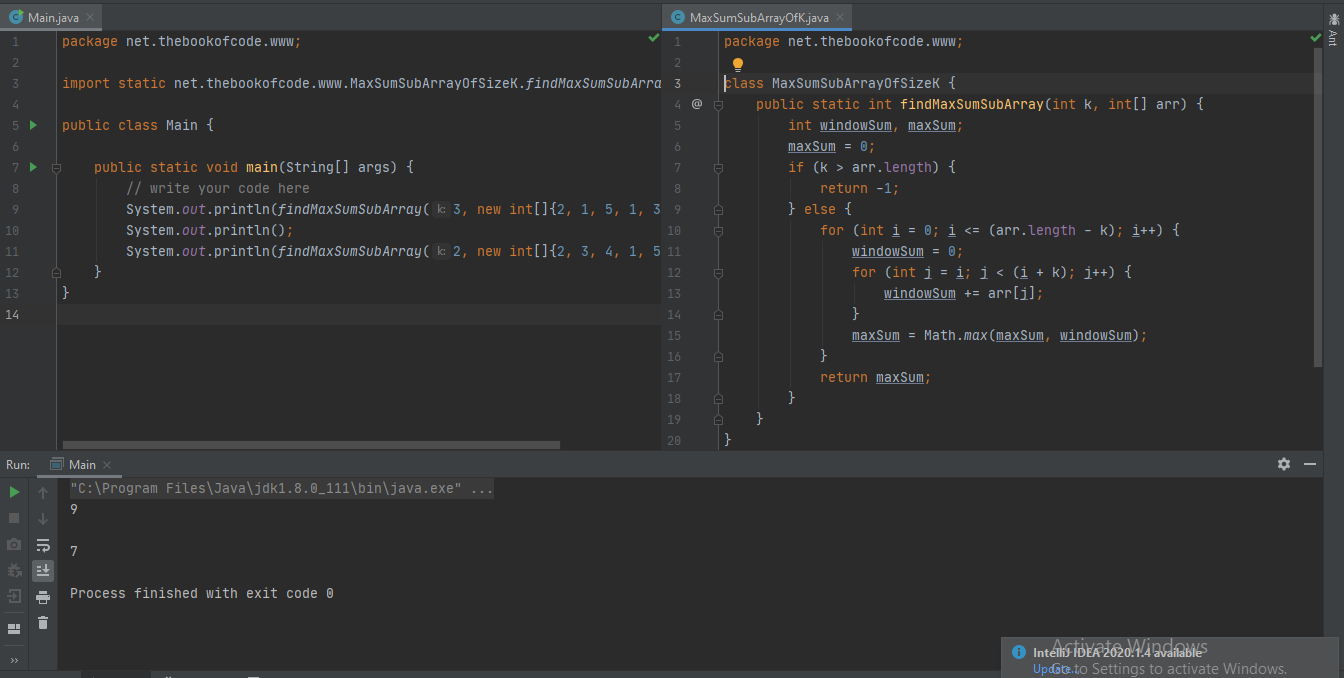 Main.java
1 package net.thebookofcode.www;
2
3 import static net.thebookofcode.www.MaxSumSubArrayOfSizeK.findMaxSumSubArra
4
5 public class Main {
6
7 public static void main(String[] args) {
8 // write your code here
9 System.out.println(findMaxSumSubArray( k: 3, new int[]{2, 1, 5, 1, 3
10 System.out.println();
11 System.out.println(findMaxSumSubArray( k: 2, new int[]{2, 3, 4, 1, 5
12 }
13 }
14
MaxSumSubArrayOfK.java
1 package net.thebookofcode.www;
2
3 class MaxSumSubArrayOfSizeK {
4 @ public static int findMaxSumSubArray(int k, int[] arr) {
5 int windowSum, maxSum;
6 maxSum = 0;
7 if (k > arr.length) {
8 return -1;
9 } else {
10 for (int i = 0; i <= (arr.length - k); i++) {
11 windowSum = 0;
12 for (int j = i; j < (i + k); j++) {
13 windowSum += arr[j];
14 }
15 maxSum = Math.max(maxSum, windowSum);
16 }
17 return maxSum;
18 }
19 }
20 }
Ant
Run: Main
"C:\Program Files\Java\jdk1.8.0_111\bin\java.exe" ...
9
7
Process finished with exit code 0
Activate Windows
IntelliJ IDEA 2020.1.4 available
Update...
Go to Settings to activate Windows.